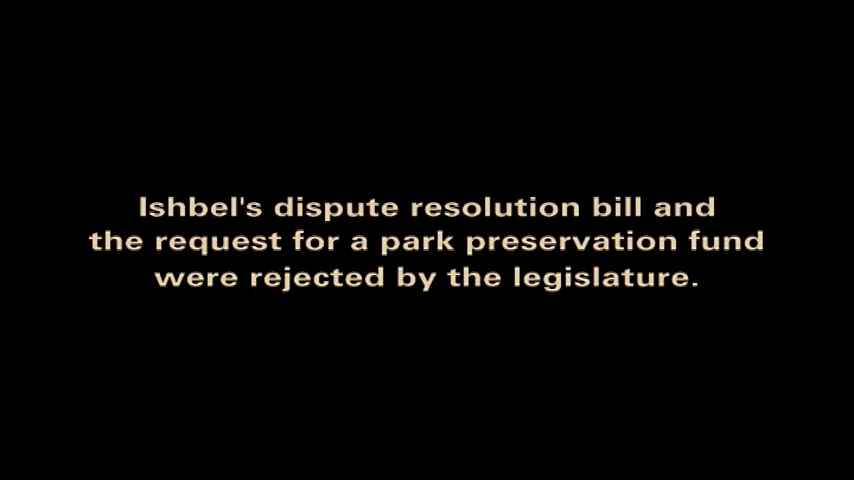 Ishbel's dispute resolution bill and
the request for a park preservation fund
were rejected by the legislature.